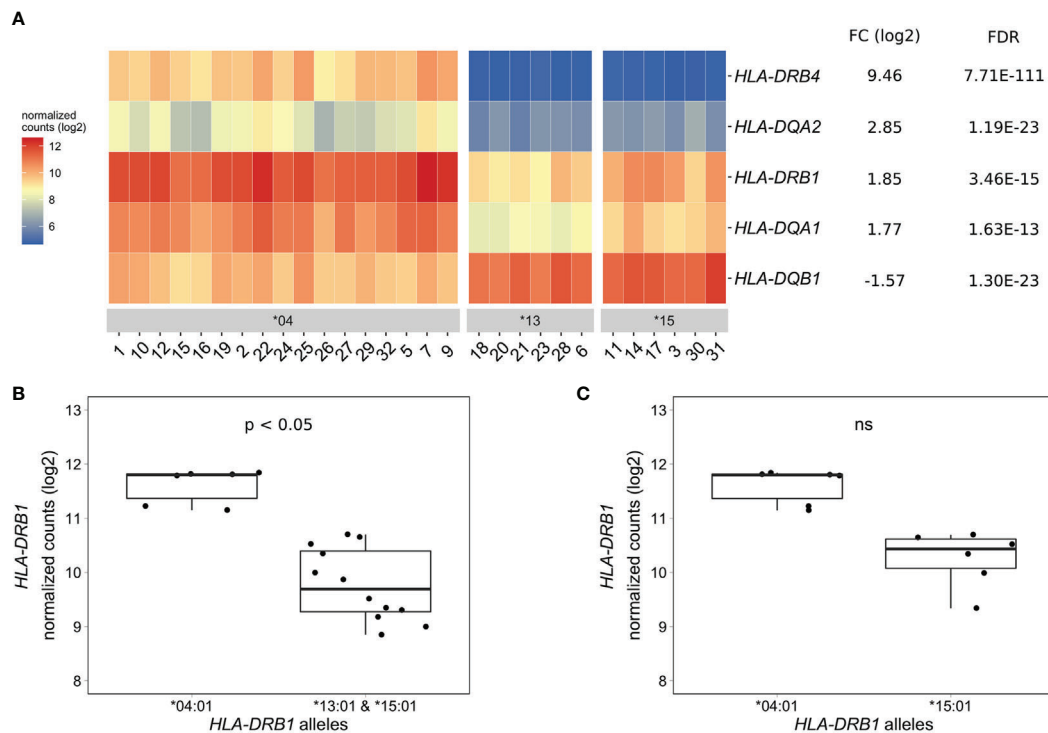 A
FC (log2) FDR
normalized
counts (log2)
12
10
8
6
HLA-DRB4 9.46 7.71E-111
HLA-DQA2 2.85 1.19E-23
HLA-DRB1 1.85 3.46E-15
HLA-DQA1 1.77 1.63E-13
HLA-DQB1 -1.57 1.30E-23
*04 *13 *15
1 10 12 15 16 19 2 22 24 25 26 27 29 32 5 7 9 18 20 21 23 28 6 11 14 17 3 30 31
B
HLA-DRB1
normalized counts (log2)
13
12
11
10
9
8
p < 0.05
*04:01 *13:01 & *15:01
HLA-DRB1 alleles
C
HLA-DRB1
normalized counts (log2)
13
12
11
10
9
8
ns
*04:01 *15:01
HLA-DRB1 alleles